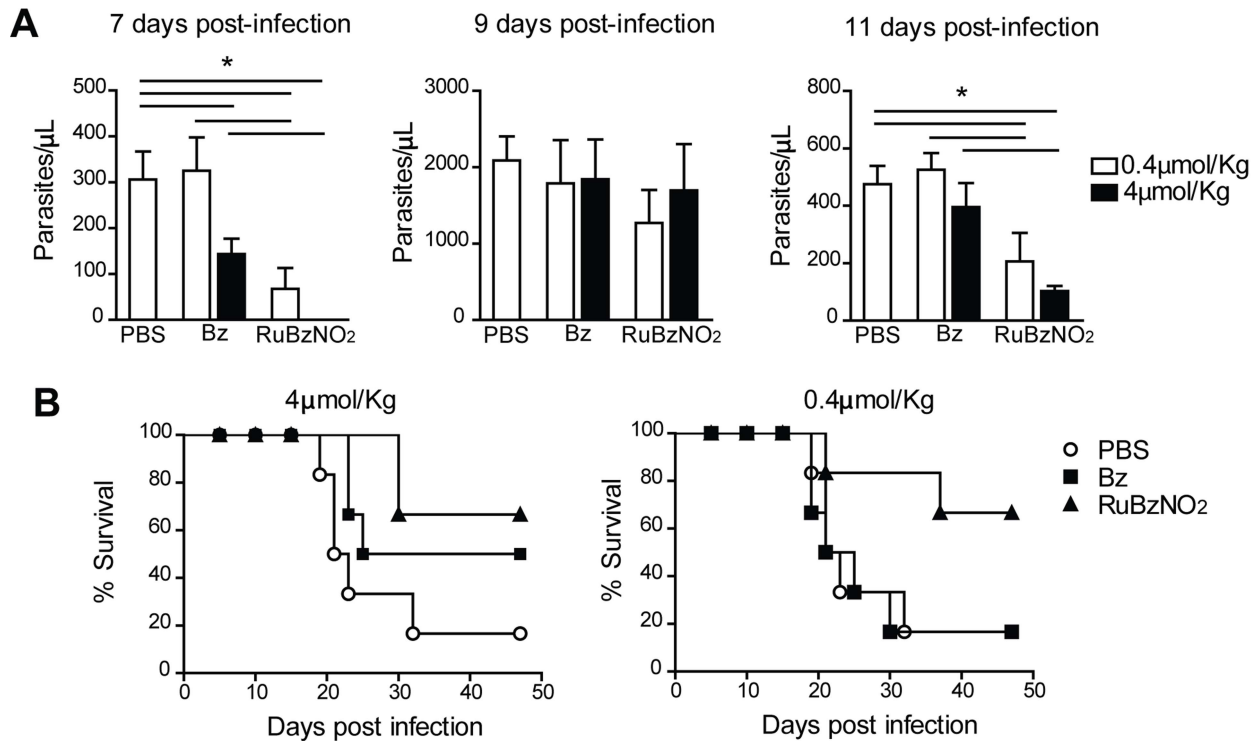 A
7 days post-infection
9 days post-infection
11 days post-infection
*
*
Parasites/µL
500
400
300
200
100
0
PBS
Bz
RuBzNO₂
Parasites/µL
3000
2000
1000
0
PBS
Bz
RuBzNO₂
Parasites/µL
800
600
400
200
0
PBS
Bz
RuBzNO₂
0.4µmol/Kg
4µmol/Kg
B
4µmol/Kg
0.4µmol/Kg
% Survival
100
80
60
40
20
0
0 10 20 30 40 50
Days post infection
% Survival
100
80
60
40
20
0
0 10 20 30 40 50
Days post infection
PBS
Bz
RuBzNO₂